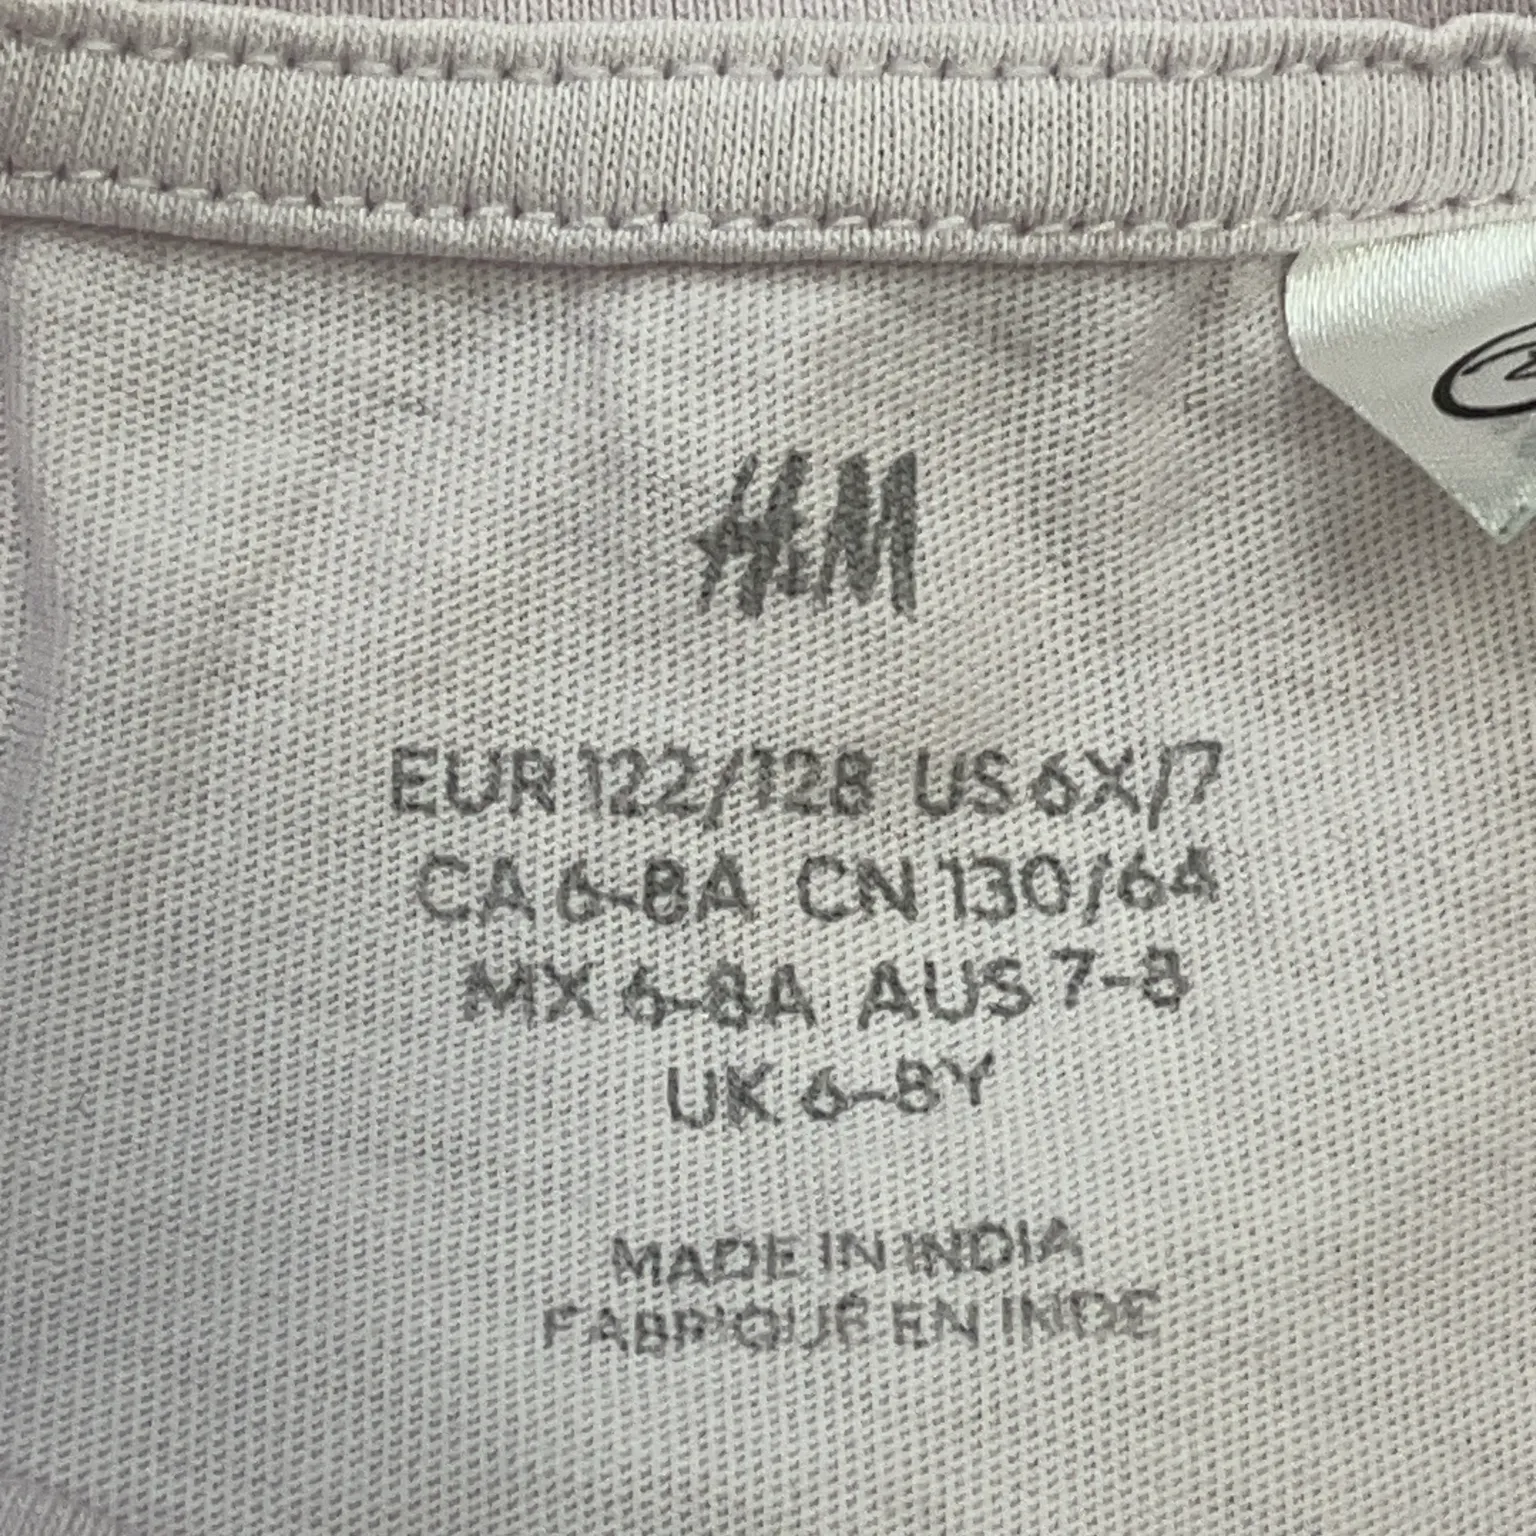 H&M
EUR 122/128 US 6X/7
CA 6-8A CN 130/64
MX 6-8A AUS 7-8
UK 6-8Y
MADE IN INDIA
FABRIQUÉ EN INDE